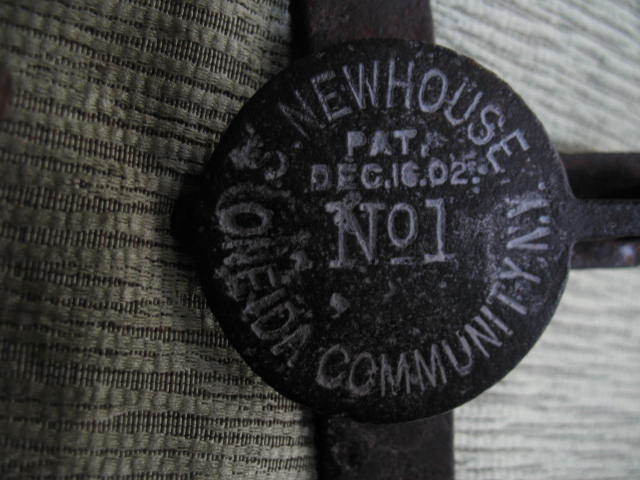 S. NEWHOUSE
PAT.
DEC.16.02.
No1
ONEIDA COMMUNITY N.Y.